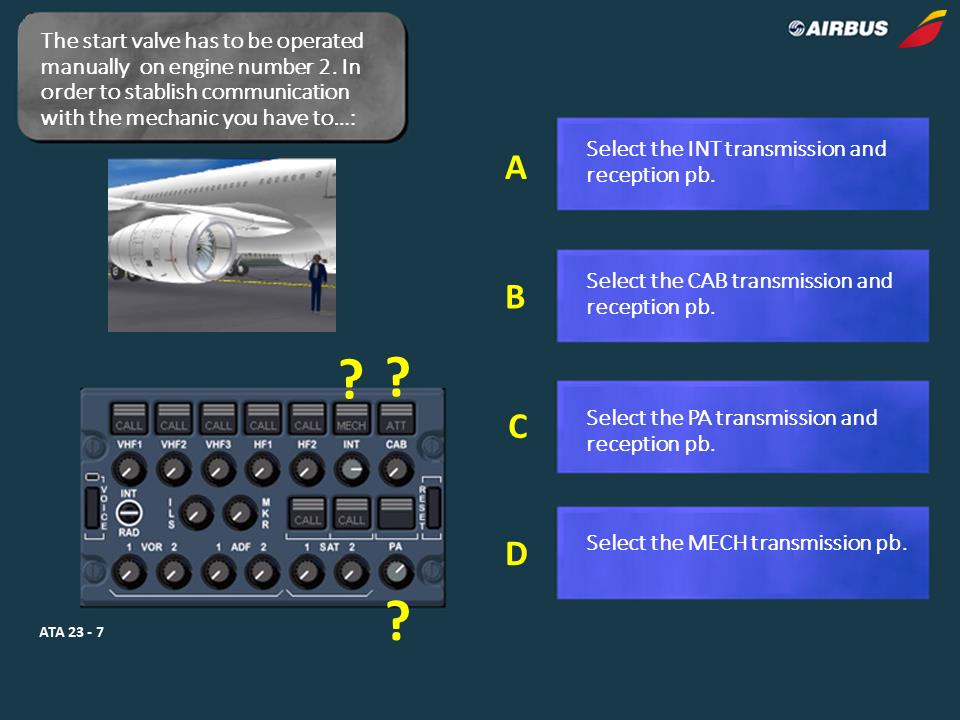 The start valve has to be operated
manually on engine number 2. In
order to stablish communication
with the mechanic you have to...:
AIRBUS
A
Select the INT transmission and
reception pb.
B
Select the CAB transmission and
reception pb.
C
Select the PA transmission and
reception pb.
D
Select the MECH transmission pb.
? ?
CALL CALL CALL CALL CALL MECH ATT
VHF1 VHF2 VHF3 HF1 HF2 INT CAB
VOICE
INT
RAD
ILS
MKR
CALL CALL
RESET
1 VOR 2 1 ADF 2 1 SAT 2 PA
?
ATA 23 - 7